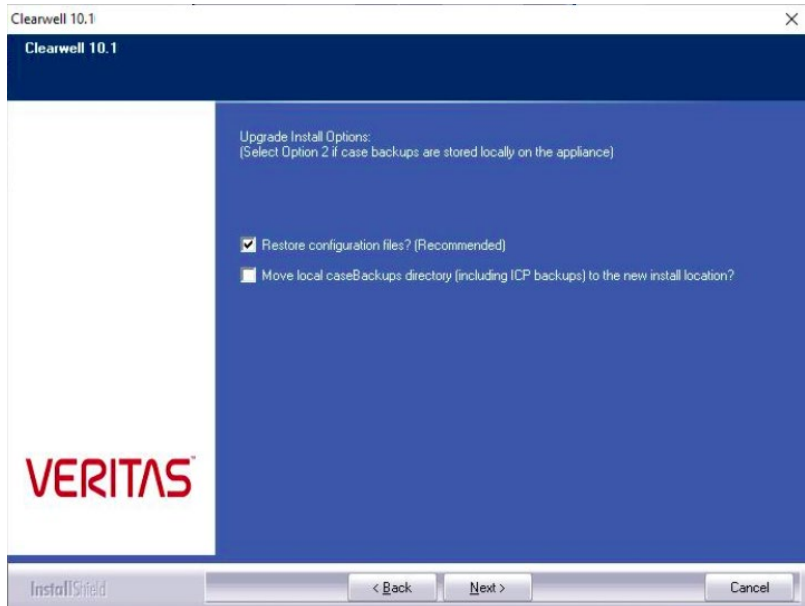 Clearwell 10.1
Clearwell 10.1
Upgrade Install Options:
(Select Option 2 if case backups are stored locally on the appliance)
Restore configuration files? (Recommended)
Move local caseBackups directory (including ICP backups) to the new install location?
VERITAS
InstallShield
< Back
Next >
Cancel